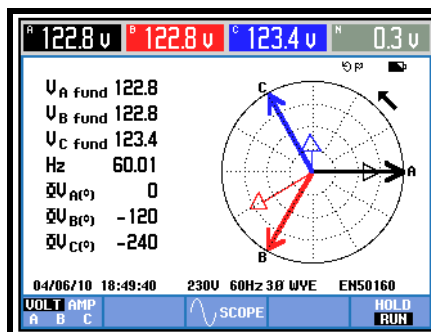 A 122.8 V B 122.8 V C 123.4 V N 0.3 V
VA fund 122.8
VB fund 122.8
VC fund 123.4
Hz 60.01
ΦVA(°) 0
ΦVB(°) -120
ΦVC(°) -240
C
A
B
04/06/10 18:49:40 230V 60Hz 3Ø WYE EN50160
VOLT AMP
A B C
SCOPE
HOLD
RUN